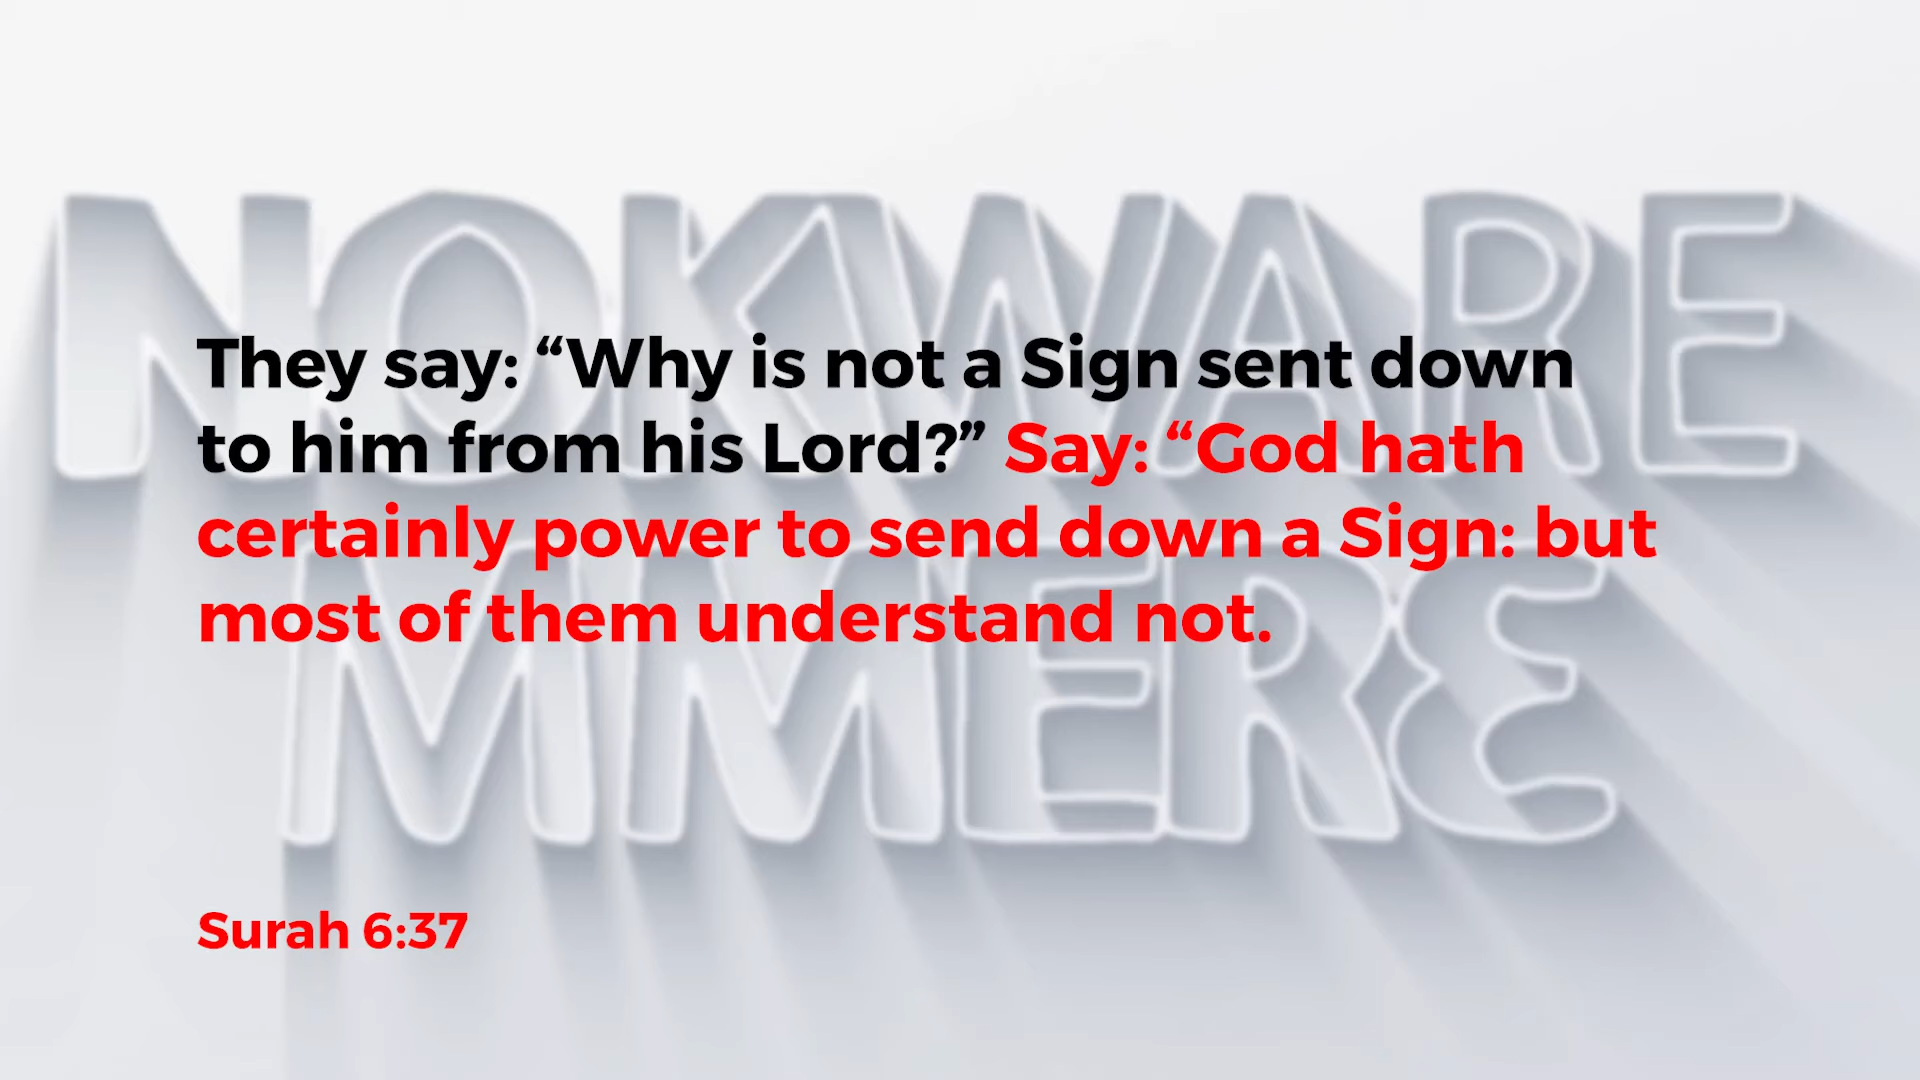 NOKWARE
MMERƐ
They say: “Why is not a Sign sent down
to him from his Lord?” Say: “God hath
certainly power to send down a Sign: but
most of them understand not.
Surah 6:37